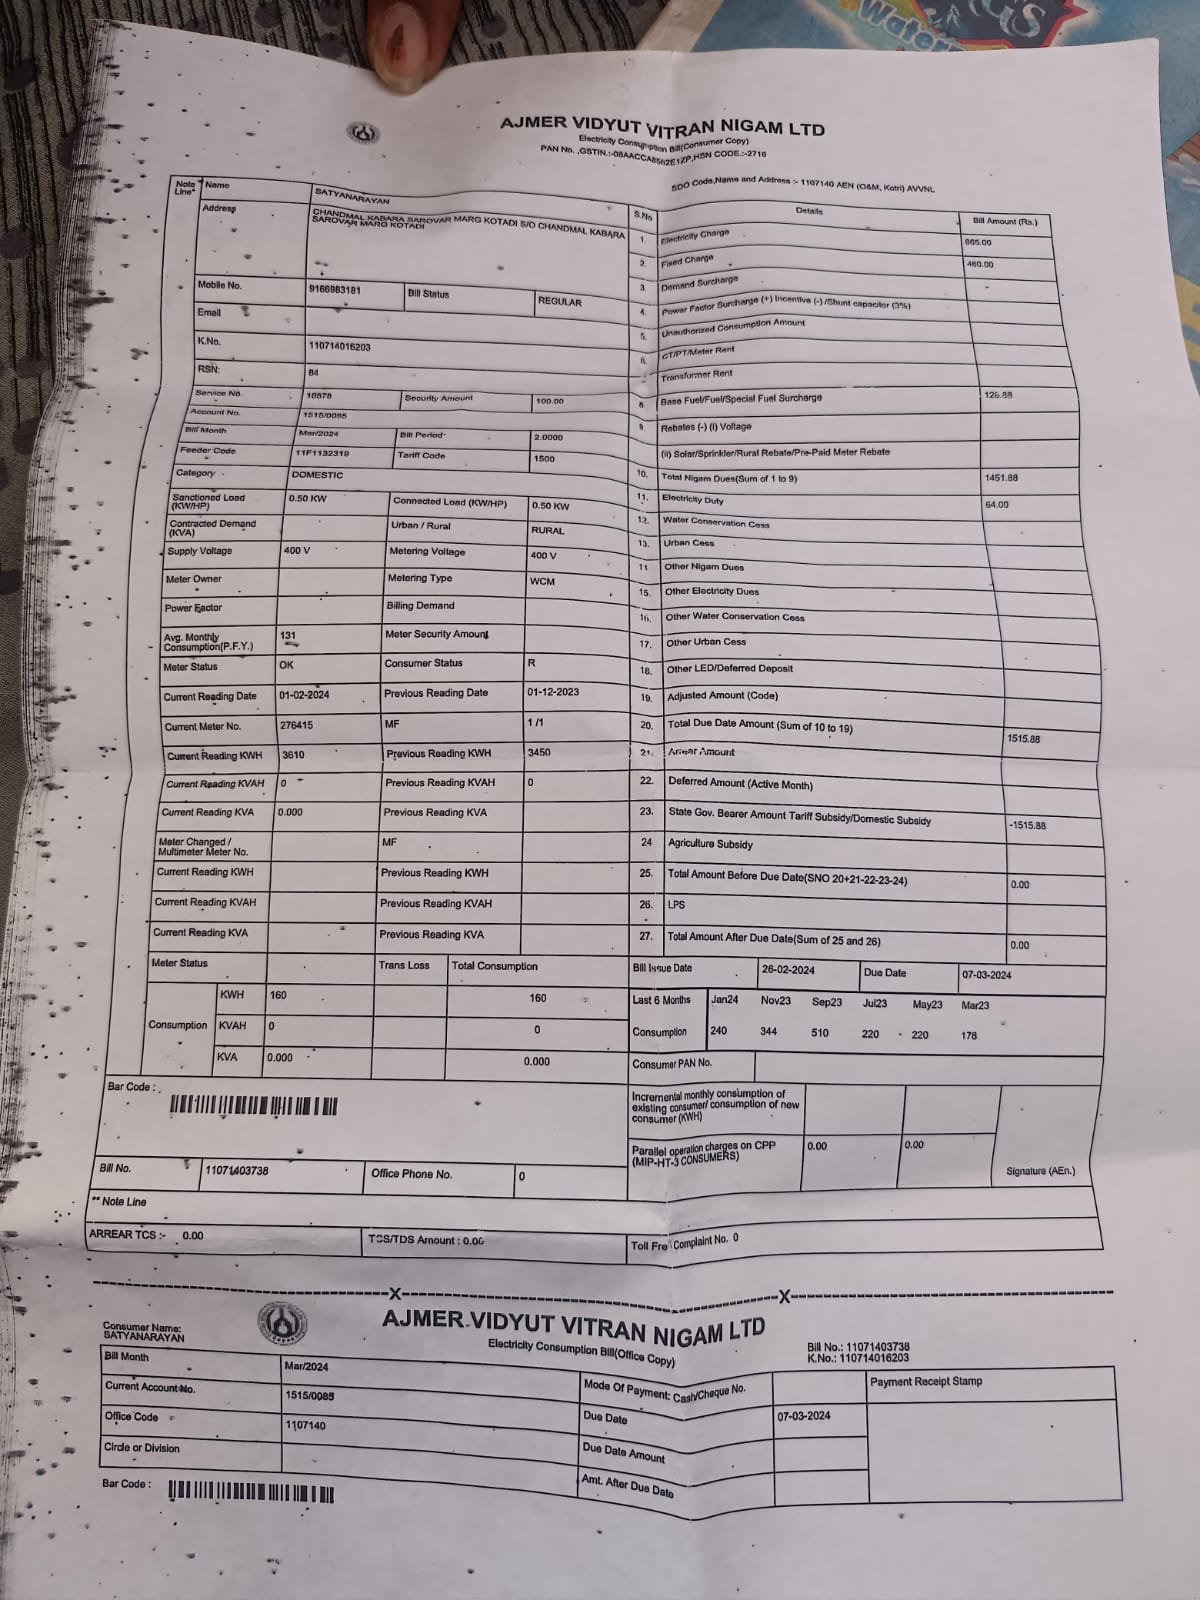 GS
Water
AJMER VIDYUT VITRAN NIGAM LTD
Electricity Consumption Bill(Consumer Copy)
PAN No. ,GSTIN.:-08AACCA8562E1ZP,HSN CODE.:-2716
SDO Code,Name and Address :- 1107140 AEN (O&M, Kotri) AVVNL
Note Line*
Name SATYANARAYAN
Address CHANDMAL KABARA SAROVAR MARG KOTADI S/O CHANDMAL KABARA
SAROVAR MARG KOTADI
Mobile No. 9166983181 Bill Status REGULAR
Email
K.No. 110714016203
RSN: B4
Service No. 10878 Security Amount 100.00
Account No. 1515/0085
Bill Month Mar/2024 Bill Period 2.0000
Feeder Code 11F1132319 Tariff Code 1500
Category DOMESTIC
Sanctioned Load (KW/HP) 0.50 KW Connected Load (KW/HP) 0.50 KW
Contracted Demand (KVA) Urban / Rural RURAL
Supply Voltage 400 V Metering Voltage 400 V
Meter Owner Metering Type WCM
Power Factor Billing Demand
Avg. Monthly Consumption(P.F.Y.) 131 Meter Security Amount
Meter Status OK Consumer Status R
Current Reading Date 01-02-2024 Previous Reading Date 01-12-2023
Current Meter No. 276415 MF 1 /1
Current Reading KWH 3610 Previous Reading KWH 3450
Current Reading KVAH 0 Previous Reading KVAH 0
Current Reading KVA 0.000 Previous Reading KVA
Meter Changed / Multimeter Meter No. MF
Current Reading KWH Previous Reading KWH
Current Reading KVAH Previous Reading KVAH
Current Reading KVA Previous Reading KVA
Meter Status Trans Loss Total Consumption
Consumption KWH 160 160
KVAH 0 0
KVA 0.000 0.000
S.No Details Bill Amount (Rs.)
1. Electricity Charge 865.00
2. Fixed Charge 460.00
3. Demand Surcharge
4. Power Factor Surcharge (+) Incentive (-) /Shunt capacitor (3%)
5. Unauthorized Consumption Amount
6. CT/PT/Meter Rent
Transformer Rent
8 Base Fuel/Fuel/Special Fuel Surcharge 126.88
9. Rebates (-) (i) Voltage
(ii) Solar/Sprinkler/Rural Rebate/Pre-Paid Meter Rebate
10. Total Nigam Dues(Sum of 1 to 9) 1451.88
11. Electricity Duty 64.00
12. Water Conservation Cess
13. Urban Cess
11 Other Nigam Dues
15. Other Electricity Dues
16. Other Water Conservation Cess
17. Other Urban Cess
18. Other LED/Deferred Deposit
19. Adjusted Amount (Code)
20. Total Due Date Amount (Sum of 10 to 19) 1515.88
21. Arrear Amount
22. Deferred Amount (Active Month)
23. State Gov. Bearer Amount Tariff Subsidy/Domestic Subsidy -1515.88
24 Agriculture Subsidy
25. Total Amount Before Due Date(SNO 20+21-22-23-24) 0.00
26. LPS
27. Total Amount After Due Date(Sum of 25 and 26) 0.00
Bill Issue Date 26-02-2024 Due Date 07-03-2024
Last 6 Months Jan24 Nov23 Sep23 Jul23 May23 Mar23
Consumption 240 344 510 220 220 178
Consumer PAN No.
Incremental monthly consumption of
existing consumer/ consumption of new
consumer (KWH)
Parallel operation charges on CPP
(MIP-HT-3 CONSUMERS) 0.00 0.00
Signature (AEn.)
Bar Code :
Bill No. 11071403738 Office Phone No. 0
** Note Line
ARREAR TCS :- 0.00 TCS/TDS Amount : 0.00 Toll Fre Complaint No. 0
X X
AJMER VIDYUT VITRAN NIGAM LTD
Electricity Consumption Bill(Office Copy)
Consumer Name:
SATYANARAYAN
Bill No.: 11071403738
K.No.: 110714016203
Bill Month Mar/2024 Mode Of Payment: Cash/Cheque No. Payment Receipt Stamp
Current Account No. 1515/0085 Due Date 07-03-2024
Office Code 1107140 Due Date Amount
Circle or Division Amt. After Due Date
Bar Code :